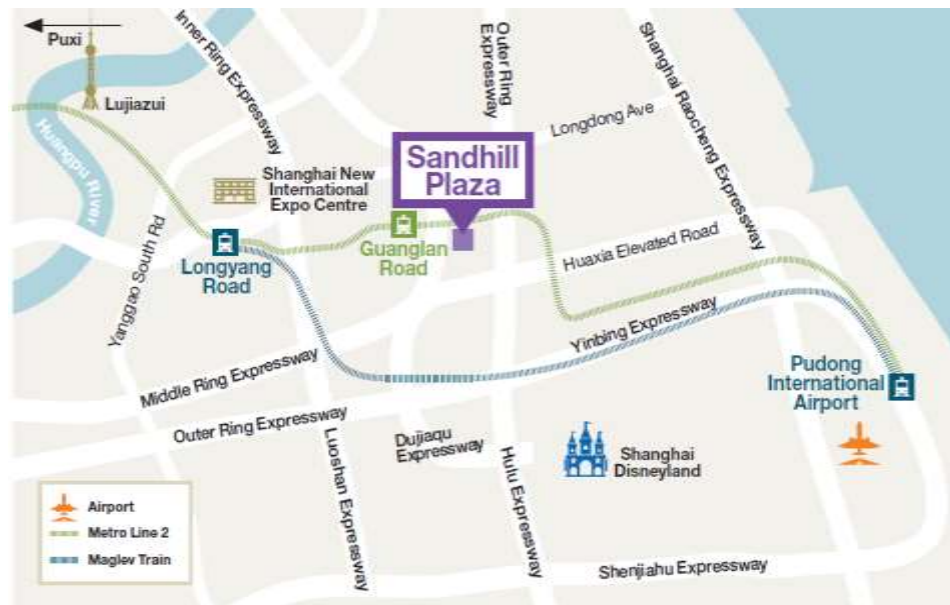 Puxi
Lujiazui
Huangpu River
Inner Ring Expressway
Outer Ring
Expressway
Shanghai Raocheng Expressway
Longdong Ave
Sandhill
Plaza
Shanghai New
International
Expo Centre
Guanglan
Road
Longyang
Road
Yanggao South Rd
Huaxia Elevated Road
Yinbing Expressway
Middle Ring Expressway
Outer Ring Expressway
Pudong
International
Airport
Luoshan Expressway
Dujiaqu
Expressway
Hulu Expressway
Shanghai
Disneyland
Shenjiahu Expressway
Airport
Metro Line 2
Maglev Train